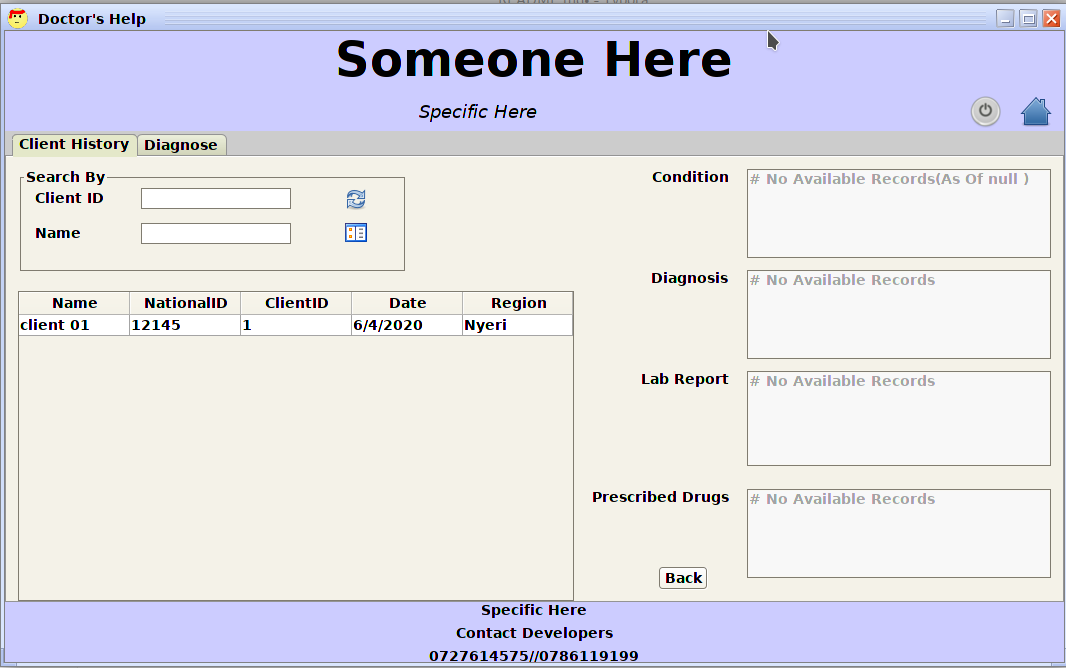 Doctor's Help
Someone Here
Specific Here
Client History
Diagnose
Search By
Client ID
Name
Name NationalID ClientID Date Region
client 01 12145 1 6/4/2020 Nyeri
Condition
# No Available Records(As Of null )
Diagnosis
# No Available Records
Lab Report
# No Available Records
Prescribed Drugs
# No Available Records
Back
Specific Here
Contact Developers
0727614575//0786119199